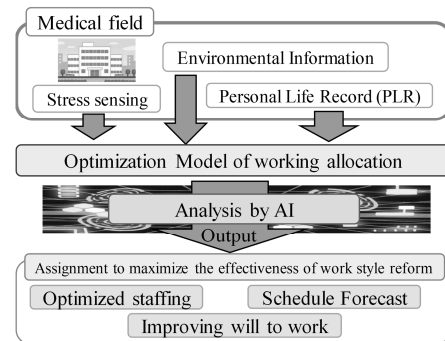 Medical field
Environmental Information
Stress sensing
Personal Life Record (PLR)
Optimization Model of working allocation
Analysis by AI
Output
Assignment to maximize the effectiveness of work style reform
Optimized staffing
Schedule Forecast
Improving will to work